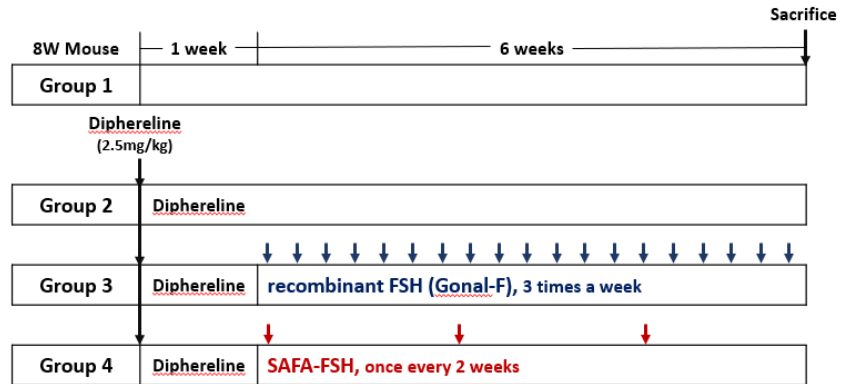 Sacrifice
8W Mouse 1 week 6 weeks
Group 1
Diphereline
(2.5mg/kg)
Group 2 Diphereline
Group 3 Diphereline recombinant FSH (Gonal-F), 3 times a week
Group 4 Diphereline SAFA-FSH, once every 2 weeks